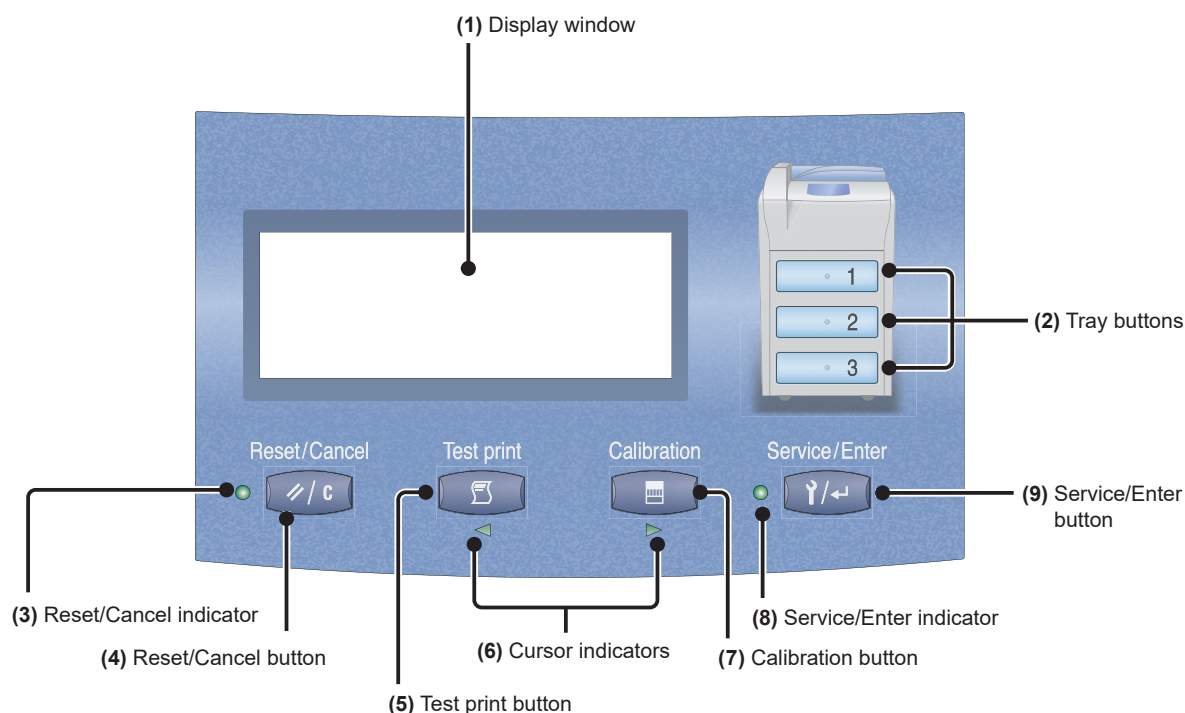 (1) Display window
1
2
3
(2) Tray buttons
Reset/Cancel
Test print
Calibration
Service/Enter
// / C
(9) Service/Enter
button
(3) Reset/Cancel indicator
(8) Service/Enter indicator
(4) Reset/Cancel button
(6) Cursor indicators
(7) Calibration button
(5) Test print button